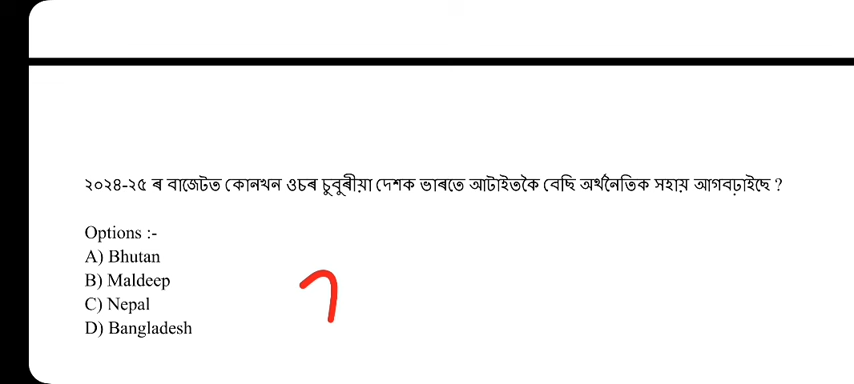 ২০২৪-২৫ ৰ বাজেটত কোনখন ওচৰ চুবুৰীয়া দেশক ভাৰতে আটাইতকৈ বেছি অৰ্থনৈতিক সহায় আগবঢ়াইছে ?
Options :-
A) Bhutan
B) Maldeep
C) Nepal
D) Bangladesh